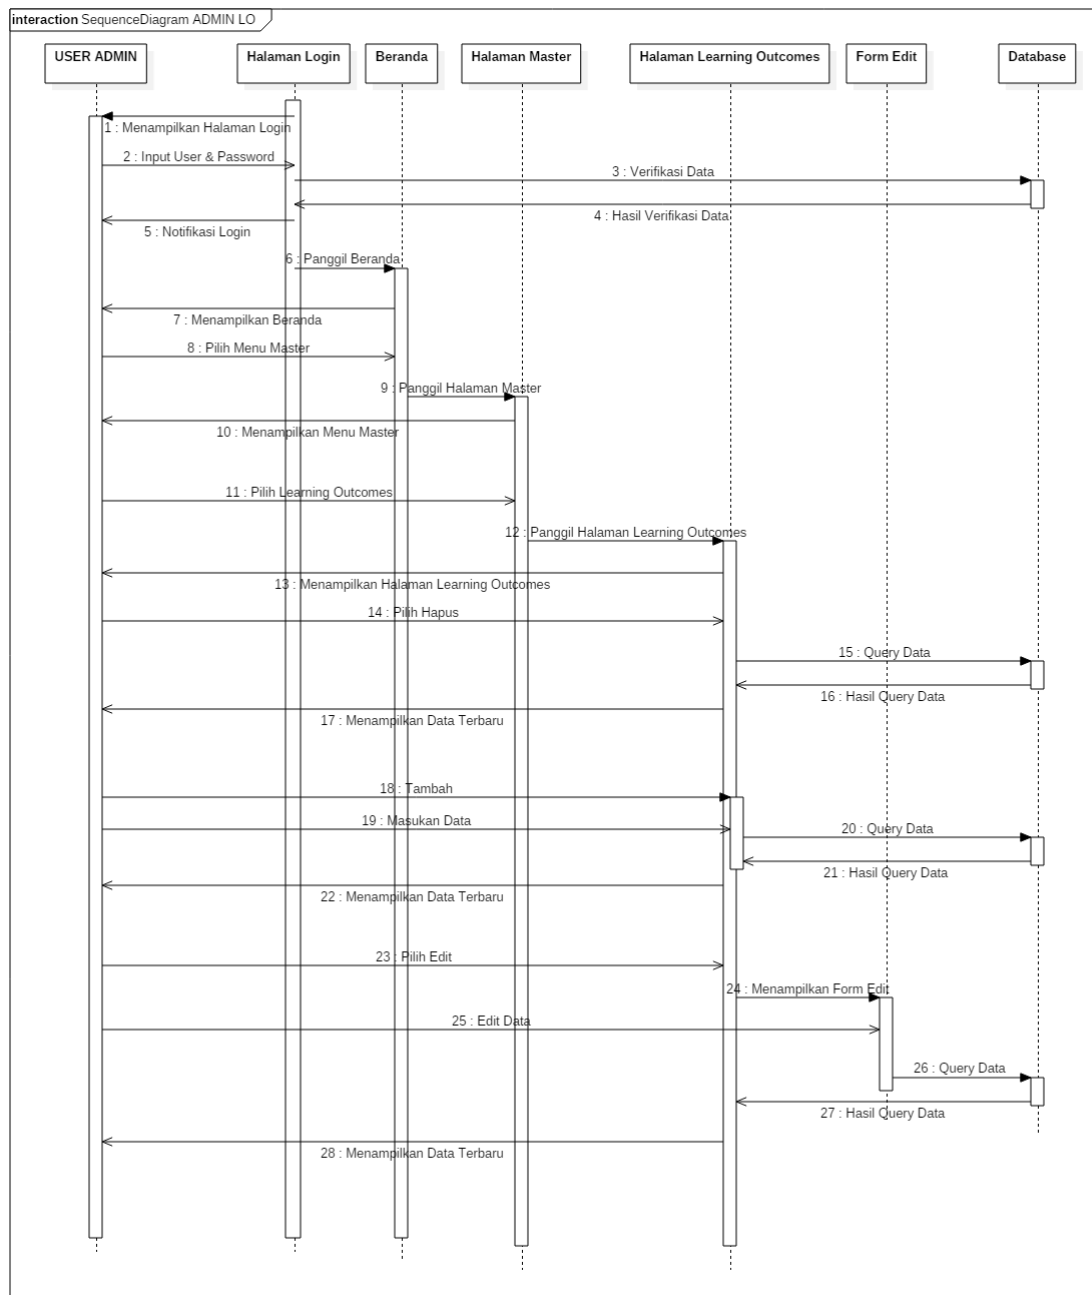 interaction SequenceDiagram ADMIN LO
USER ADMIN
Halaman Login
Beranda
Halaman Master
Halaman Learning Outcomes
Form Edit
Database
1 : Menampilkan Halaman Login
2 : Input User & Password
3 : Verifikasi Data
4 : Hasil Verifikasi Data
5 : Notifikasi Login
6 : Panggil Beranda
7 : Menampilkan Beranda
8 : Pilih Menu Master
9 : Panggil Halaman Master
10 : Menampilkan Menu Master
11 : Pilih Learning Outcomes
12 : Panggil Halaman Learning Outcomes
13 : Menampilkan Halaman Learning Outcomes
14 : Pilih Hapus
15 : Query Data
16 : Hasil Query Data
17 : Menampilkan Data Terbaru
18 : Tambah
19 : Masukan Data
20 : Query Data
21 : Hasil Query Data
22 : Menampilkan Data Terbaru
23 : Pilih Edit
24 : Menampilkan Form Edit
25 : Edit Data
26 : Query Data
27 : Hasil Query Data
28 : Menampilkan Data Terbaru